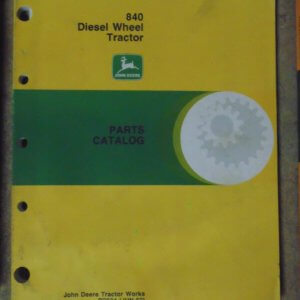 840
Diesel Wheel
Tractor
JOHN DEERE
PARTS
CATALOG
John Deere Tractor Works